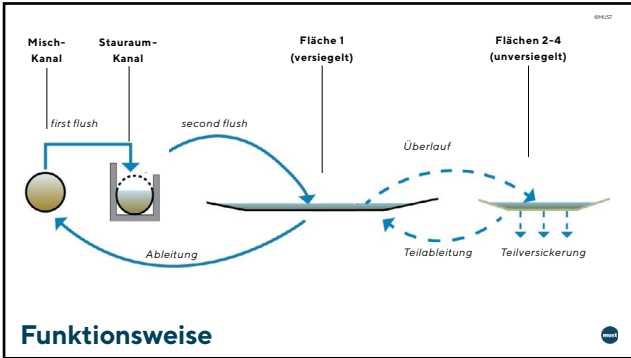 ©MUST
Misch-
Kanal
Stauraum-
Kanal
Fläche 1
(versiegelt)
Flächen 2-4
(unversiegelt)
first flush
second flush
Überlauf
Ableitung
Teilableitung
Teilversickerung
Funktionsweise
must